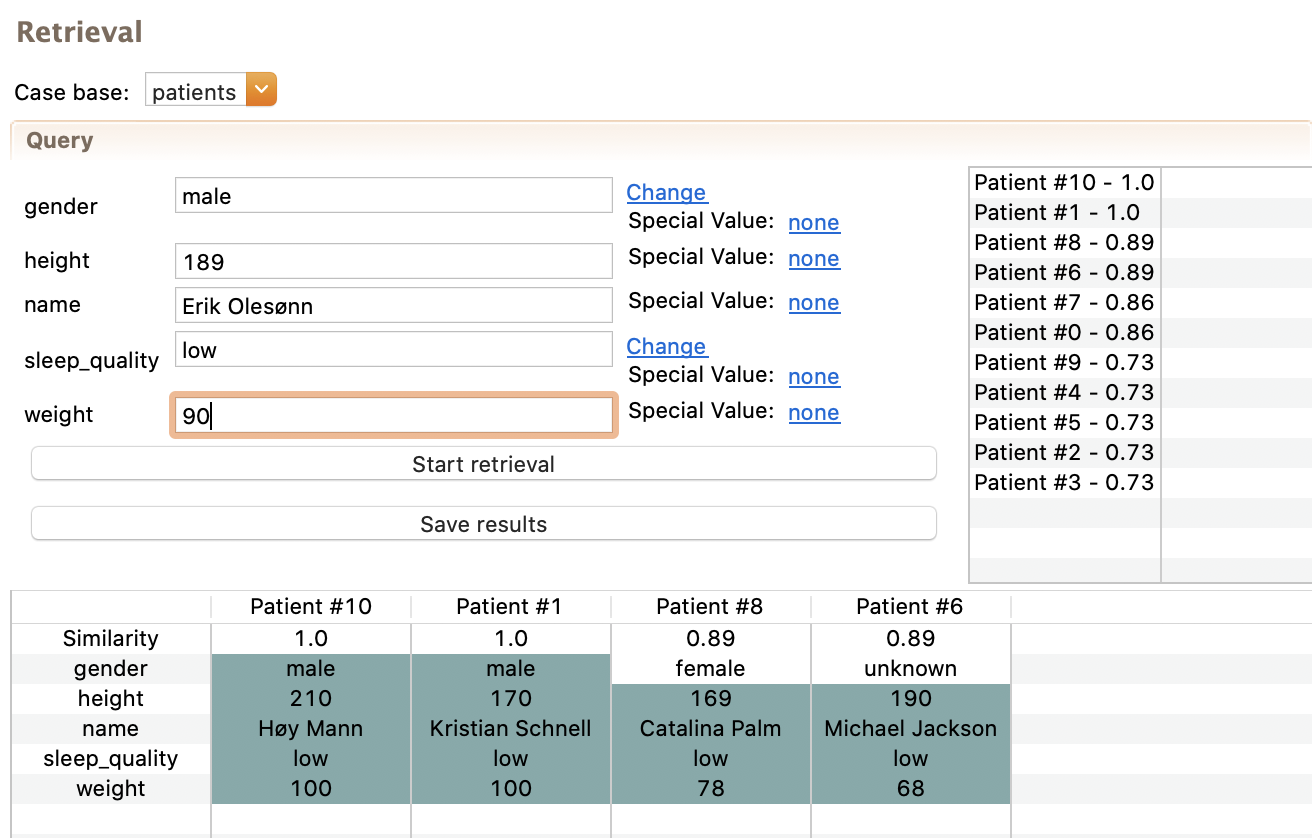 Retrieval
Case base: patients
Query
gender male Change
Special Value: none
height 189 Special Value: none
name Erik Olesønn Special Value: none
sleep_quality low Change
Special Value: none
weight 90 Special Value: none
Start retrieval
Save results
Patient #10 - 1.0
Patient #1 - 1.0
Patient #8 - 0.89
Patient #6 - 0.89
Patient #7 - 0.86
Patient #0 - 0.86
Patient #9 - 0.73
Patient #4 - 0.73
Patient #5 - 0.73
Patient #2 - 0.73
Patient #3 - 0.73
Patient #10 Patient #1 Patient #8 Patient #6
Similarity 1.0 1.0 0.89 0.89
gender male male female unknown
height 210 170 169 190
name Høy Mann Kristian Schnell Catalina Palm Michael Jackson
sleep_quality low low low low
weight 100 100 78 68